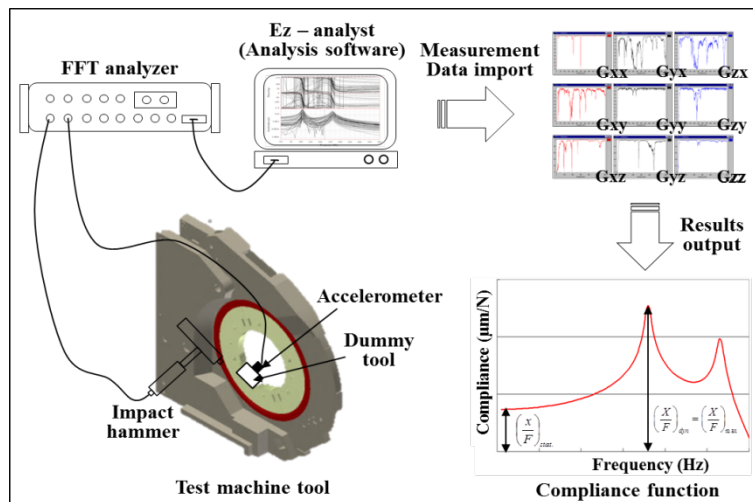 Ez – analyst
(Analysis software)
FFT analyzer
Measurement
Data import
Gxx Gyx Gzx
Gxy Gyy Gzy
Gxz Gyz Gzz
Results
output
Accelerometer
Dummy
tool
Impact
hammer
Test machine tool
Compliance (μm/N)
(X/F)stat.
(X/F)dyn = (X/F)max
Frequency (Hz)
Compliance function